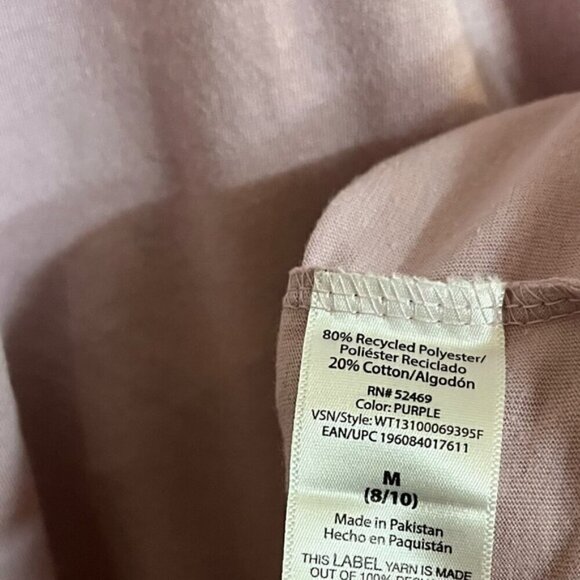 80% Recycled Polyester/
Poliéster Reciclado
20% Cotton/Algodón
RN# 52469
Color: PURPLE
VSN/Style: WT13100069395F
EAN/UPC 196084017611
M
(8/10)
Made in Pakistan
Hecho en Paquistán
THIS LABEL YARN IS MADE
OUT OF 100%